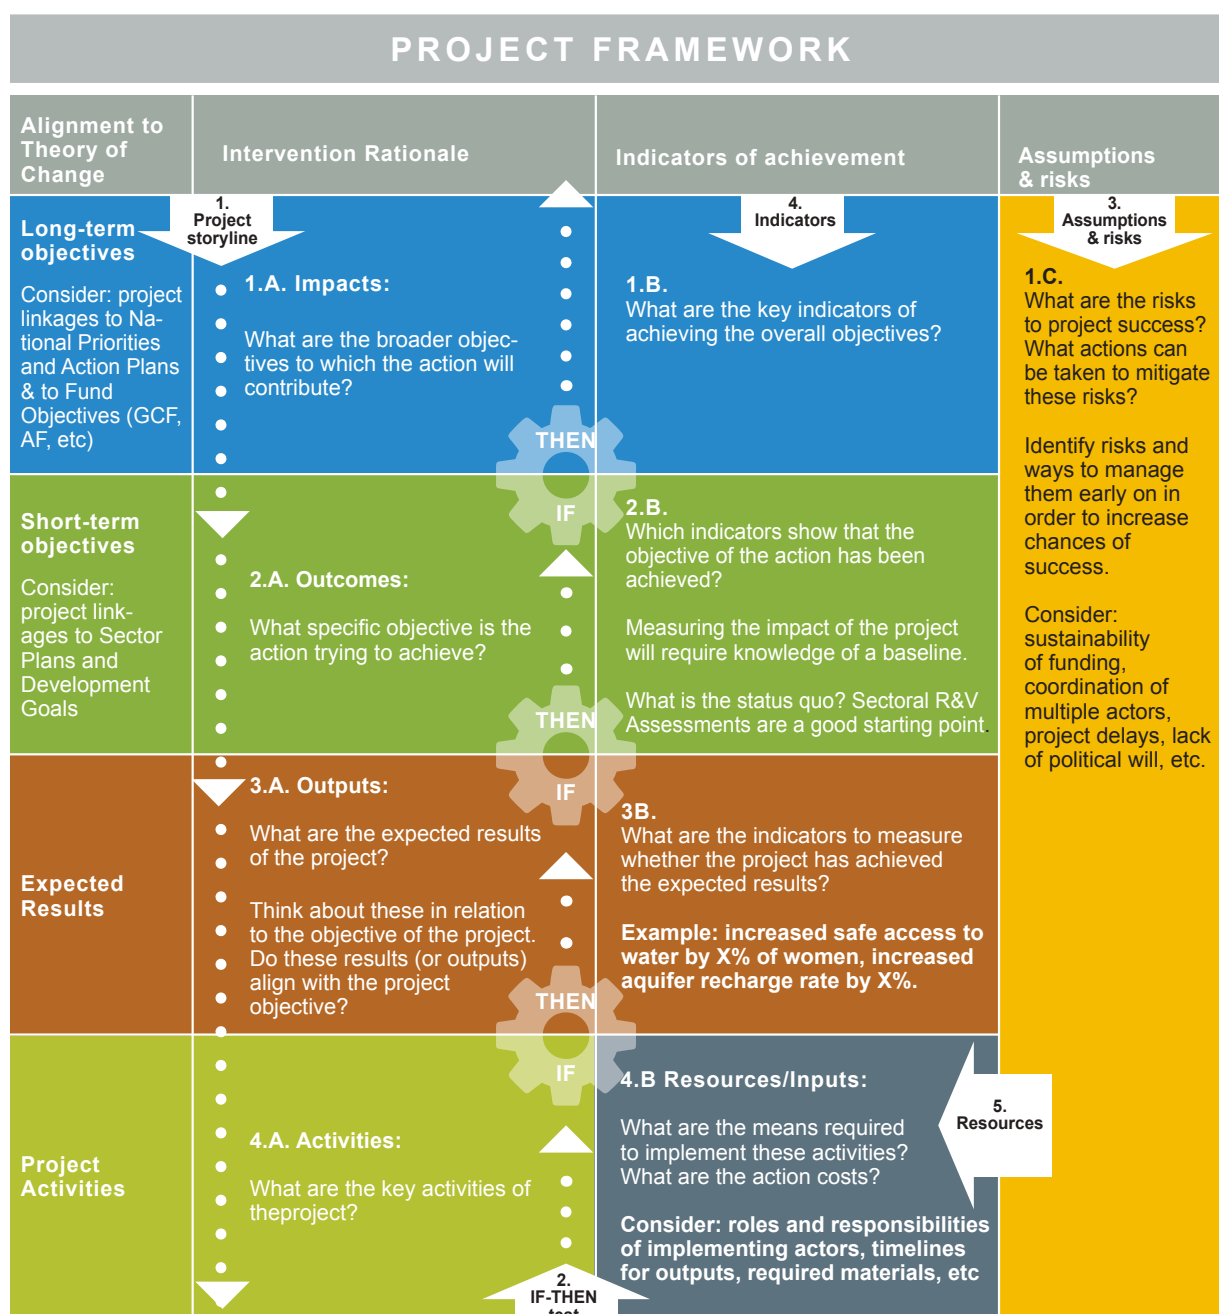 PROJECT FRAMEWORK
Alignment to
Theory of
Change
Intervention Rationale
Indicators of achievement
Assumptions
& risks
1.
Project
storyline
4.
Indicators
3.
Assumptions
& risks
Long-term
objectives
Consider: project
linkages to Na-
tional Priorities
and Action Plans
& to Fund
Objectives (GCF,
AF, etc)
1.A. Impacts:
What are the broader objec-
tives to which the action will
contribute?
THEN
IF
1.B.
What are the key indicators of
achieving the overall objectives?
1.C.
What are the risks
to project success?
What actions can
be taken to mitigate
these risks?
Identify risks and
ways to manage
them early on in
order to increase
chances of
success.
Consider:
sustainability
of funding,
coordination of
multiple actors,
project delays, lack
of political will, etc.
Short-term
objectives
Consider:
project link-
ages to Sector
Plans and
Development
Goals
2.A. Outcomes:
What specific objective is the
action trying to achieve?
THEN
IF
2.B.
Which indicators show that the
objective of the action has been
achieved?
Measuring the impact of the project
will require knowledge of a baseline.
What is the status quo? Sectoral R&V
Assessments are a good starting point.
Expected
Results
3.A. Outputs:
What are the expected results
of the project?
Think about these in relation
to the objective of the project.
Do these results (or outputs)
align with the project
objective?
THEN
IF
3B.
What are the indicators to measure
whether the project has achieved
the expected results?
Example: increased safe access to
water by X% of women, increased
aquifer recharge rate by X%.
Project
Activities
4.A. Activities:
What are the key activities of
theproject?
2.
IF-THEN
test
4.B Resources/Inputs:
What are the means required
to implement these activities?
What are the action costs?
Consider: roles and responsibilities
of implementing actors, timelines
for outputs, required materials, etc
5.
Resources